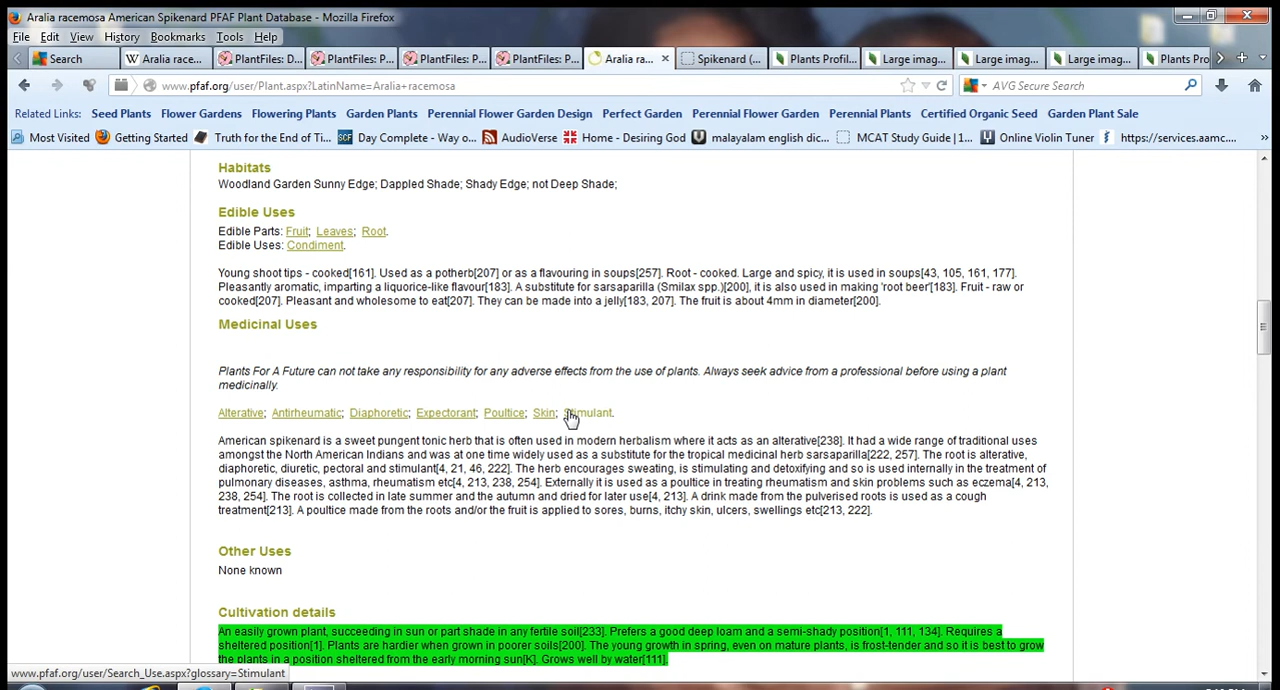 Aralia racemosa American Spikenard PFAF Plant Database - Mozilla Firefox
File Edit View History Bookmarks Tools Help
Search Aralia race... PlantFiles: D... PlantFiles: P... PlantFiles: P... PlantFiles: P... Aralia ra... Spikenard (... Plants Profil... Large imag... Large imag... Large imag... Plants Pro
www.pfaf.org/user/Plant.aspx?LatinName=Aralia+racemosa AVG Secure Search
Related Links: Seed Plants Flower Gardens Flowering Plants Garden Plants Perennial Flower Garden Design Perfect Garden Perennial Flower Garden Perennial Plants Certified Organic Seed Garden Plant Sale
Most Visited Getting Started Truth for the End of Ti... Day Complete - Way o... AudioVerse Home - Desiring God malayalam english dic... MCAT Study Guide | 1... Online Violin Tuner https://services.aamc....
Habitats
Woodland Garden Sunny Edge; Dappled Shade; Shady Edge; not Deep Shade;
Edible Uses
Edible Parts: Fruit; Leaves; Root.
Edible Uses: Condiment.
Young shoot tips - cooked[161]. Used as a potherb[207] or as a flavouring in soups[257]. Root - cooked. Large and spicy, it is used in soups[43, 105, 161, 177].
Pleasantly aromatic, imparting a liquorice-like flavour[183]. A substitute for sarsaparilla (Smilax spp.)[200], it is also used in making 'root beer'[183]. Fruit - raw or
cooked[207]. Pleasant and wholesome to eat[207]. They can be made into a jelly[183, 207]. The fruit is about 4mm in diameter[200].
Medicinal Uses
Plants For A Future can not take any responsibility for any adverse effects from the use of plants. Always seek advice from a professional before using a plant
medicinally.
Alterative; Antirheumatic; Diaphoretic; Expectorant; Poultice; Skin; Stimulant.
American spikenard is a sweet pungent tonic herb that is often used in modern herbalism where it acts as an alterative[238]. It had a wide range of traditional uses
amongst the North American Indians and was at one time widely used as a substitute for the tropical medicinal herb sarsaparilla[222, 257]. The root is alterative,
diaphoretic, diuretic, pectoral and stimulant[4, 21, 46, 222]. The herb encourages sweating, is stimulating and detoxifying and so is used internally in the treatment of
pulmonary diseases, asthma, rheumatism etc[4, 213, 238, 254]. Externally it is used as a poultice in treating rheumatism and skin problems such as eczema[4, 213,
238, 254]. The root is collected in late summer and the autumn and dried for later use[4, 213]. A drink made from the pulverised roots is used as a cough
treatment[213]. A poultice made from the roots and/or the fruit is applied to sores, burns, itchy skin, ulcers, swellings etc[213, 222].
Other Uses
None known
Cultivation details
An easily grown plant, succeeding in sun or part shade in any fertile soil[233]. Prefers a good deep loam and a semi-shady position[1, 111, 134]. Requires a
sheltered position[1]. Plants are hardier when grown in poorer soils[200]. The young growth in spring, even on mature plants, is frost-tender and so it is best to grow
the plants in a position sheltered from the early morning sun[K]. Grows well by water[111].
www.pfaf.org/user/Search_Use.aspx?glossary=Stimulant